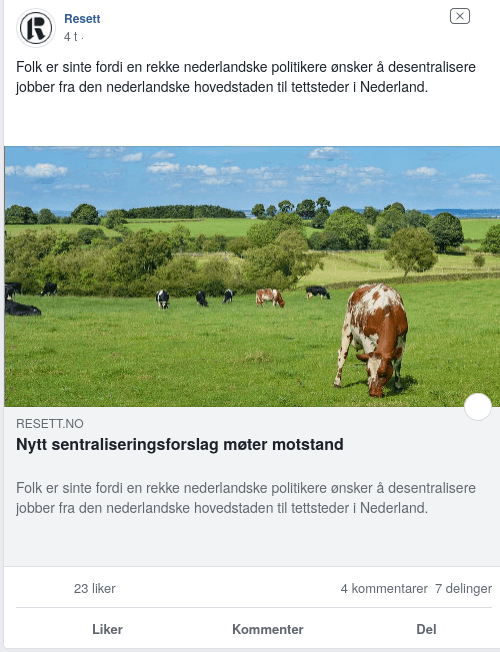 Resett
4 t ·
Folk er sinte fordi en rekke nederlandske politikere ønsker å desentralisere
jobber fra den nederlandske hovedstaden til tettsteder i Nederland.
RESETT.NO
Nytt sentraliseringsforslag møter motstand
Folk er sinte fordi en rekke nederlandske politikere ønsker å desentralisere
jobber fra den nederlandske hovedstaden til tettsteder i Nederland.
23 liker 4 kommentarer 7 delinger
Liker Kommenter Del